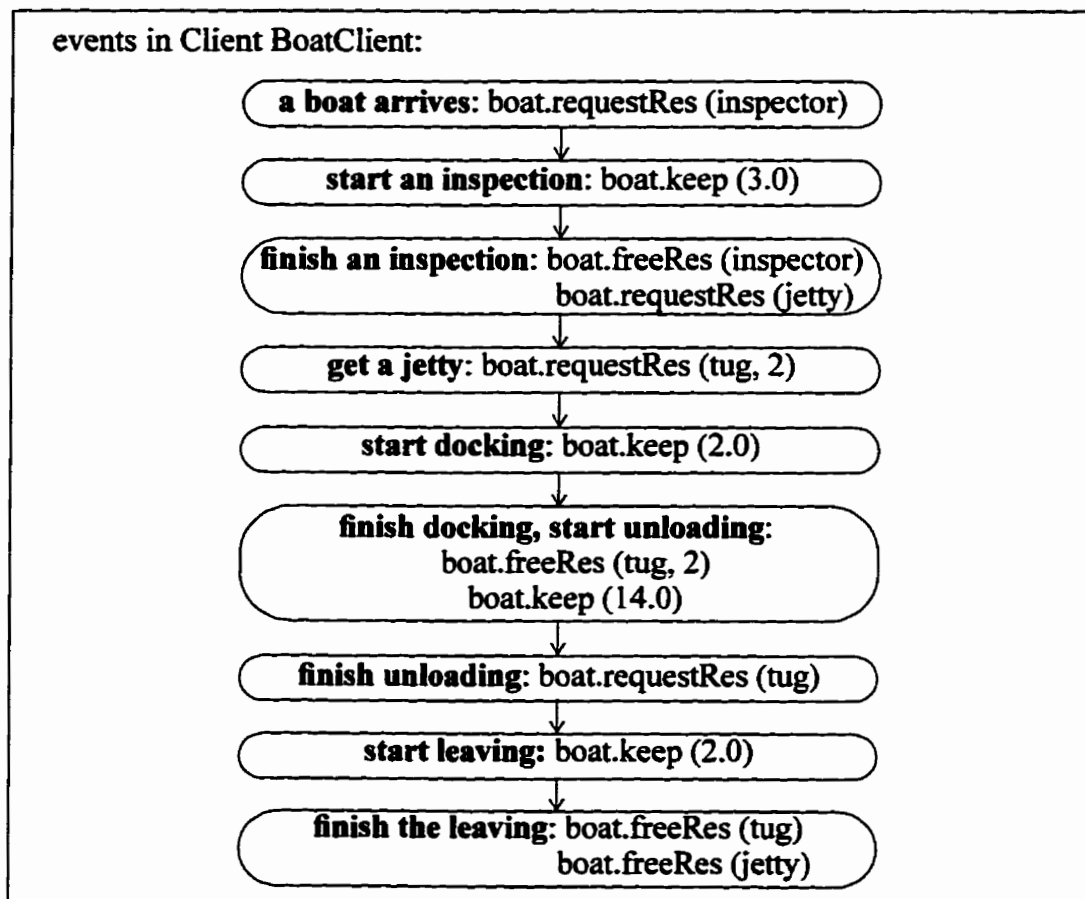 events in Client BoatClient:
a boat arrives: boat.requestRes (inspector)
start an inspection: boat.keep (3.0)
finish an inspection: boat.freeRes (inspector)
boat.requestRes (jetty)
get a jetty: boat.requestRes (tug, 2)
start docking: boat.keep (2.0)
finish docking, start unloading:
boat.freeRes (tug, 2)
boat.keep (14.0)
finish unloading: boat.requestRes (tug)
start leaving: boat.keep (2.0)
finish the leaving: boat.freeRes (tug)
boat.freeRes (jetty)